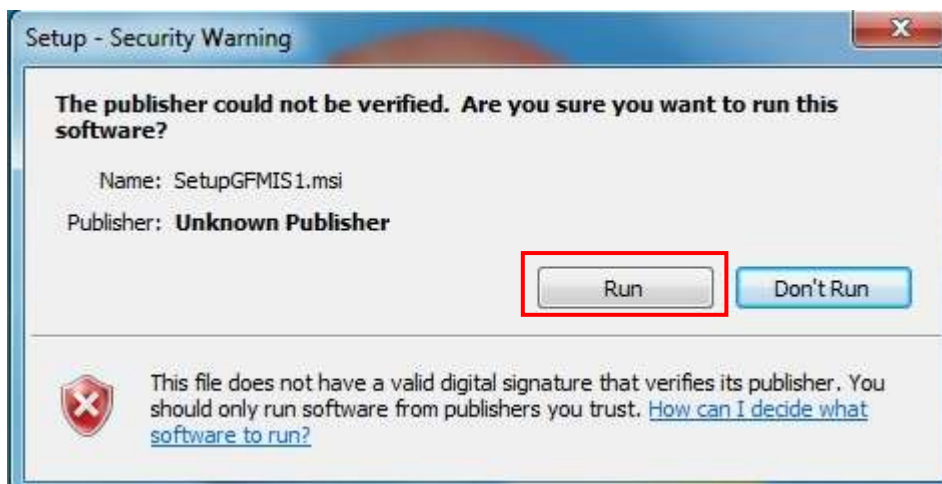 Setup - Security Warning
The publisher could not be verified.  Are you sure you want to run this
software?
Name: SetupGFMIS1.msi
Publisher: Unknown Publisher
Run
Don't Run
This file does not have a valid digital signature that verifies its publisher. You
should only run software from publishers you trust. How can I decide what
software to run?